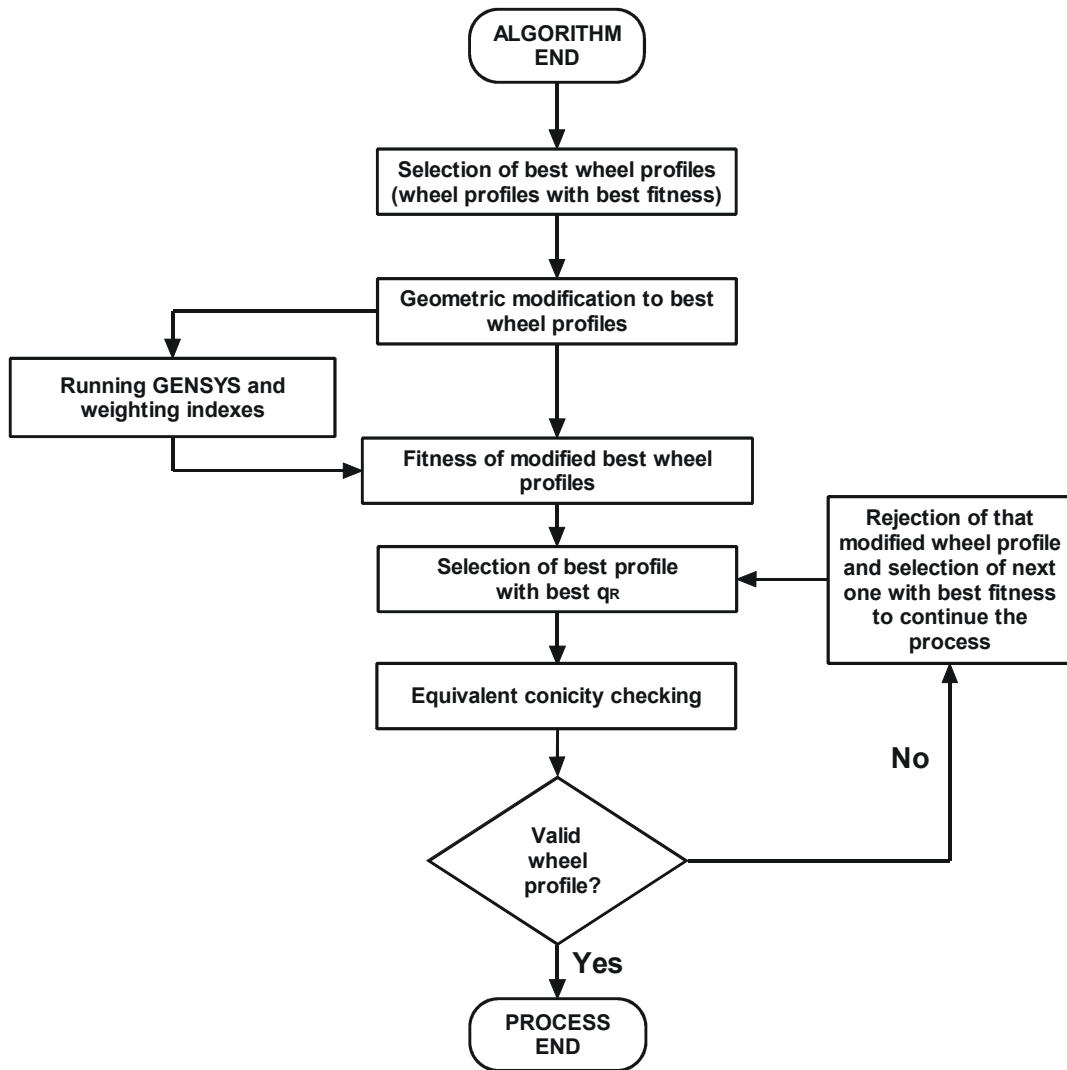 ALGORITHM
END
Selection of best wheel profiles
(wheel profiles with best fitness)
Geometric modification to best
wheel profiles
Running GENSYS and
weighting indexes
Fitness of modified best wheel
profiles
Rejection of that
modified wheel profile
and selection of next
one with best fitness
to continue the
process
Selection of best profile
with best qR
Equivalent conicity checking
No
Valid
wheel
profile?
Yes
PROCESS
END